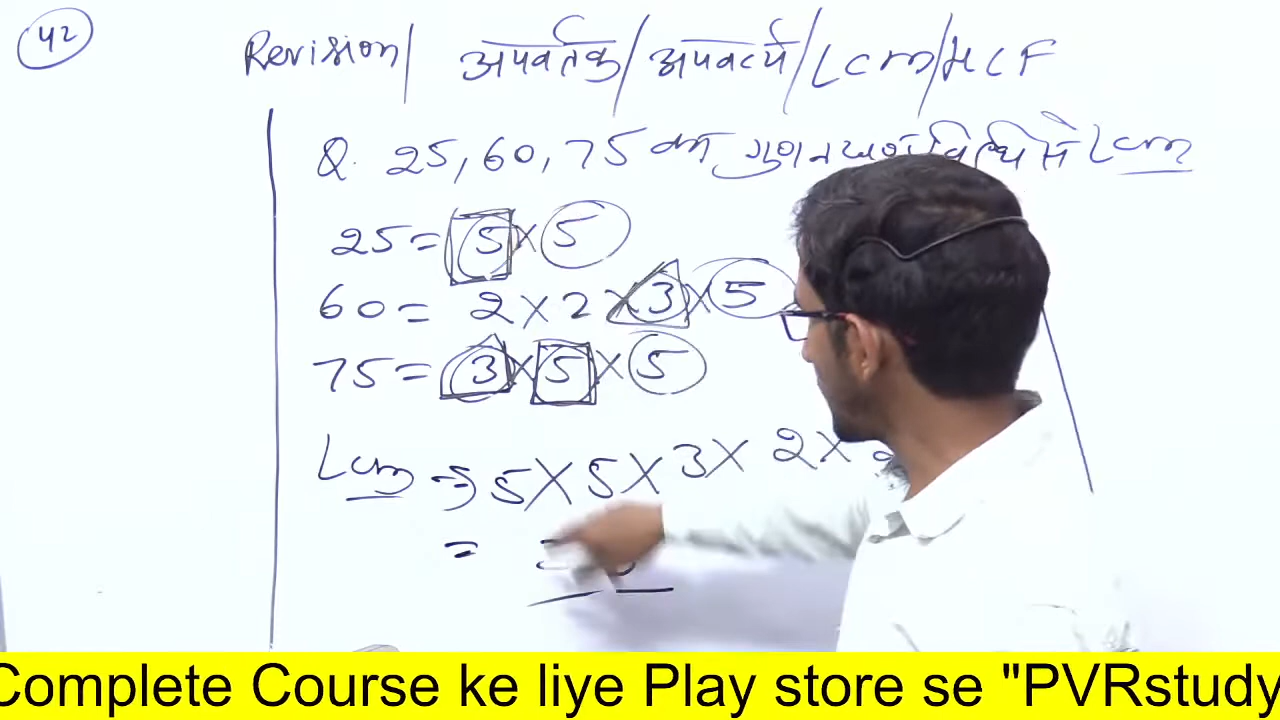 42
Revision/ अपवर्तक/ अपवर्त्य/ Lcm/ HCF
Q. 25, 60, 75 का गुणनखण्ड विधि से Lcm
25 = 5 × 5
60 = 2 × 2 × 3 × 5
75 = 3 × 5 × 5
Lcm ⇒ 5 × 5 × 3 × 2 ×
=
Complete Course ke liye Play store se "PVRstudy